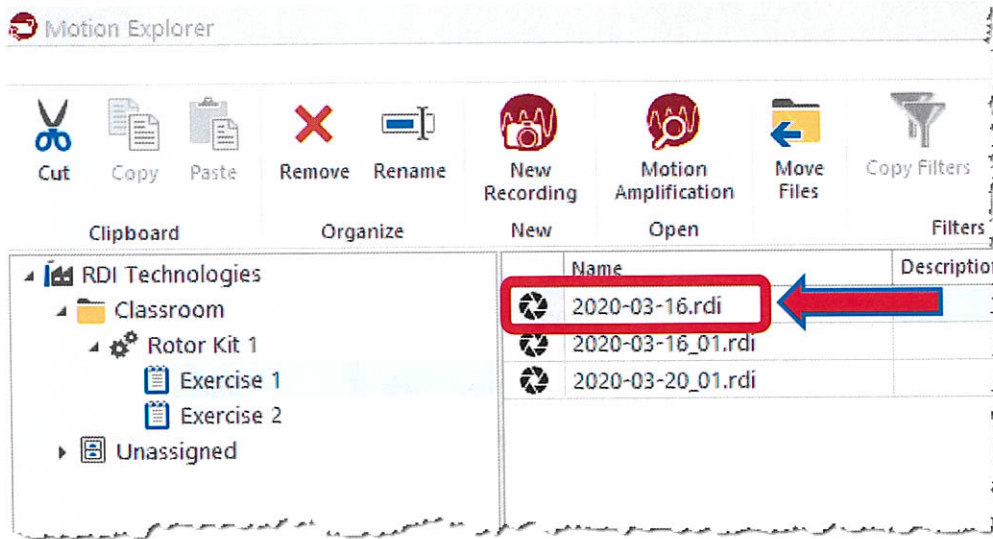 Motion Explorer
Cut
Copy
Paste
Remove
Rename
New Recording
Motion Amplification
Move Files
Copy Filters
Clipboard
Organize
New
Open
Filters
RDI Technologies
Classroom
Rotor Kit 1
Exercise 1
Exercise 2
Unassigned
Name
Descriptio
2020-03-16.rdi
2020-03-16_01.rdi
2020-03-20_01.rdi